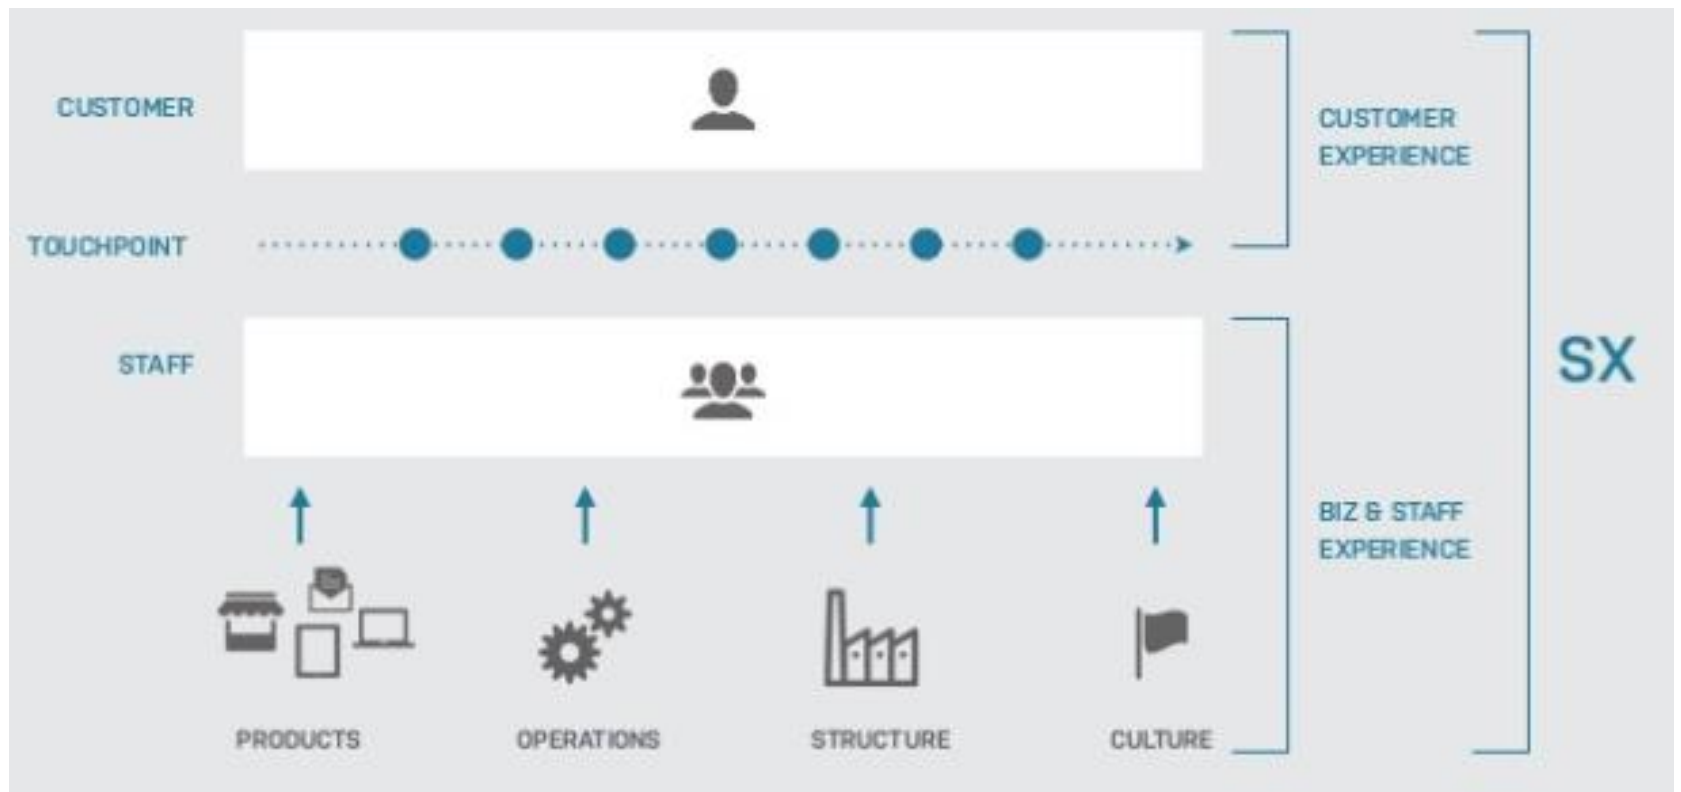 CUSTOMER
CUSTOMER
EXPERIENCE
TOUCHPOINT
STAFF
SX
BIZ & STAFF
EXPERIENCE
PRODUCTS
OPERATIONS
STRUCTURE
CULTURE